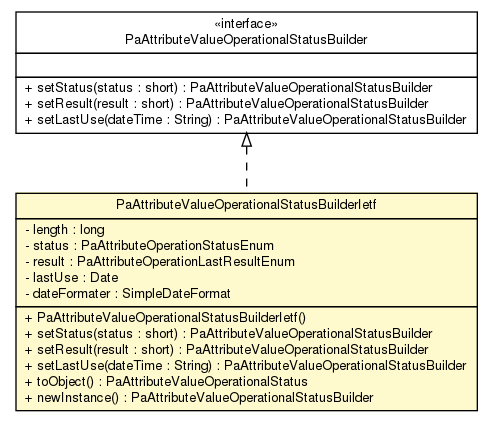 «interface»
PaAttributeValueOperationalStatusBuilder
+ setStatus(status : short) : PaAttributeValueOperationalStatusBuilder
+ setResult(result : short) : PaAttributeValueOperationalStatusBuilder
+ setLastUse(dateTime : String) : PaAttributeValueOperationalStatusBuilder
PaAttributeValueOperationalStatusBuilderIetf
- length : long
- status : PaAttributeOperationStatusEnum
- result : PaAttributeOperationLastResultEnum
- lastUse : Date
- dateFormater : SimpleDateFormat
+ PaAttributeValueOperationalStatusBuilderIetf()
+ setStatus(status : short) : PaAttributeValueOperationalStatusBuilder
+ setResult(result : short) : PaAttributeValueOperationalStatusBuilder
+ setLastUse(dateTime : String) : PaAttributeValueOperationalStatusBuilder
+ toObject() : PaAttributeValueOperationalStatus
+ newInstance() : PaAttributeValueOperationalStatusBuilder